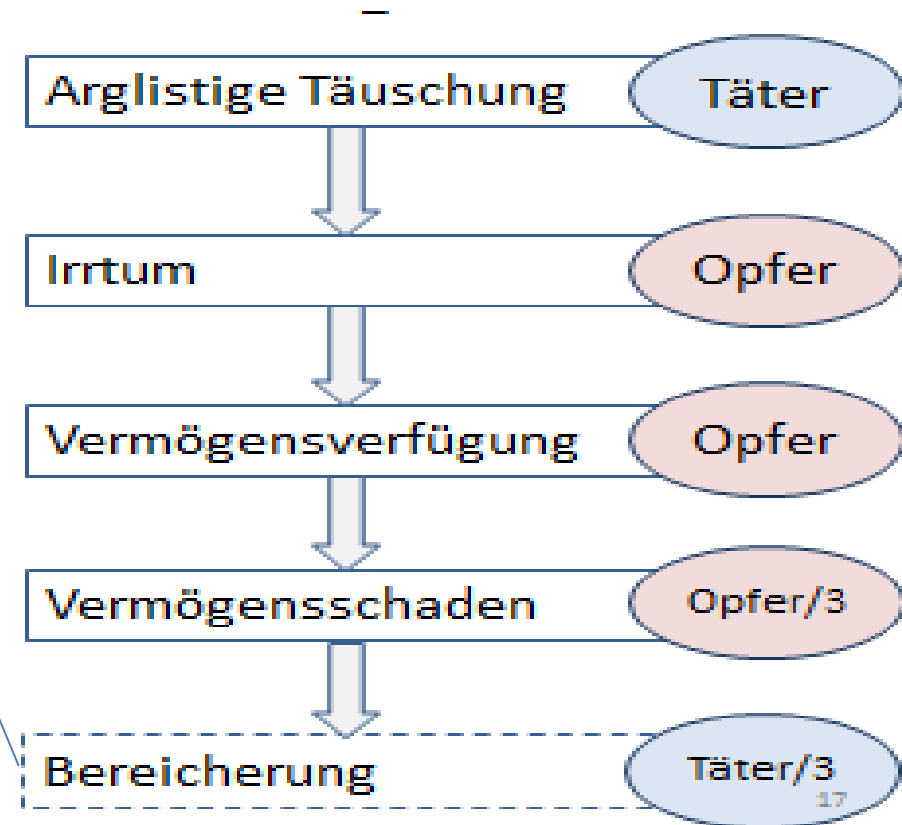 Arglistige Täuschung Täter
Irrtum Opfer
Vermögensverfügung Opfer
Vermögensschaden Opfer/3
Bereicherung Täter/3
17